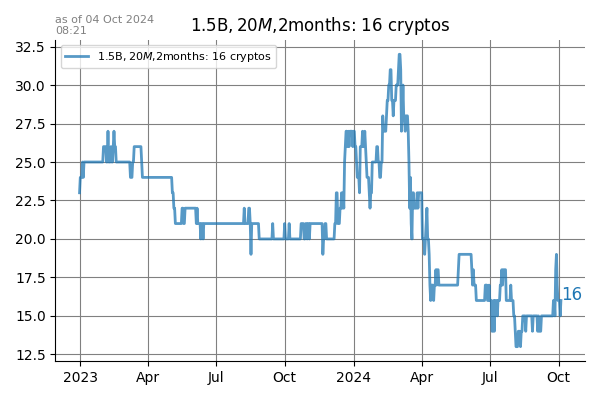 as of 04 Oct 2024
08:21
1.5B, 20M,2months: 16 cryptos
1.5B, 20M,2months: 16 cryptos
32.5
30.0
27.5
25.0
22.5
20.0
17.5
15.0
12.5
16
2023 Apr Jul Oct 2024 Apr Jul Oct